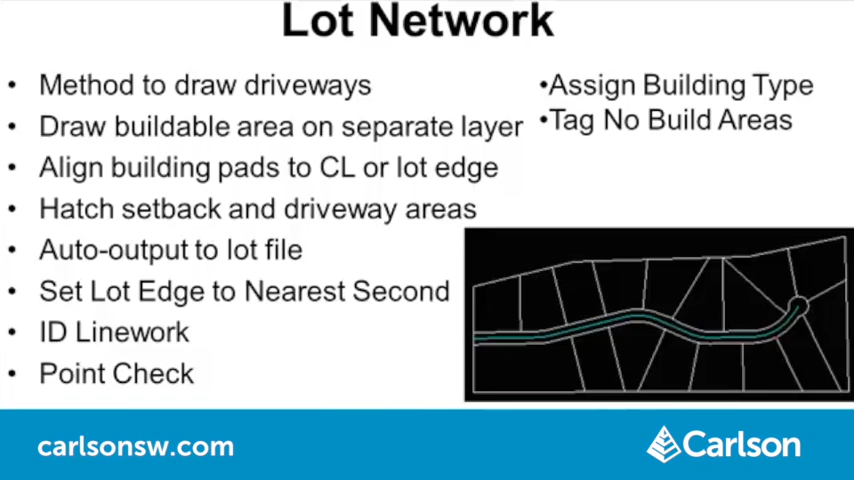 Lot Network
• Method to draw driveways
• Draw buildable area on separate layer
• Align building pads to CL or lot edge
• Hatch setback and driveway areas
• Auto-output to lot file
• Set Lot Edge to Nearest Second
• ID Linework
• Point Check
•Assign Building Type
•Tag No Build Areas
carlsonsw.com
Carlson